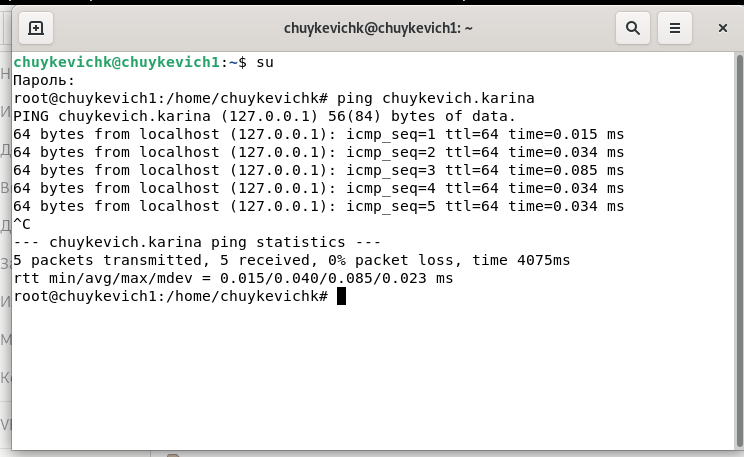 chuykevichk@chuykevich1: ~
chuykevichk@chuykevich1:~$ su
Пароль:
root@chuykevich1:/home/chuykevichk# ping chuykevich.karina
PING chuykevich.karina (127.0.0.1) 56(84) bytes of data.
64 bytes from localhost (127.0.0.1): icmp_seq=1 ttl=64 time=0.015 ms
64 bytes from localhost (127.0.0.1): icmp_seq=2 ttl=64 time=0.034 ms
64 bytes from localhost (127.0.0.1): icmp_seq=3 ttl=64 time=0.085 ms
64 bytes from localhost (127.0.0.1): icmp_seq=4 ttl=64 time=0.034 ms
64 bytes from localhost (127.0.0.1): icmp_seq=5 ttl=64 time=0.034 ms
^C
--- chuykevich.karina ping statistics ---
5 packets transmitted, 5 received, 0% packet loss, time 4075ms
rtt min/avg/max/mdev = 0.015/0.040/0.085/0.023 ms
root@chuykevich1:/home/chuykevichk#